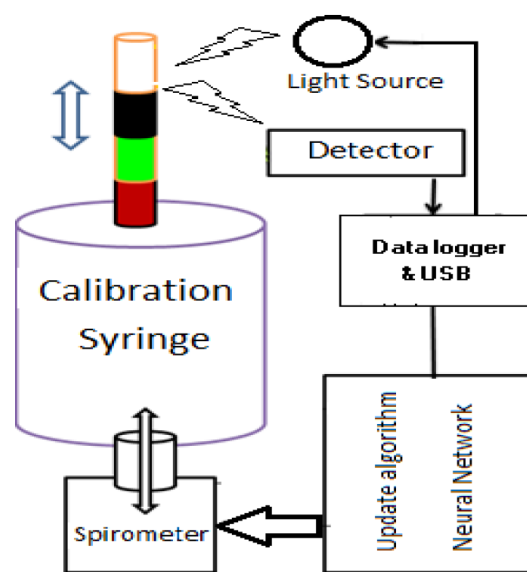 Light Source
Detector
Data logger
& USB
Calibration
Syringe
Update algorithm
Neural Network
Spirometer